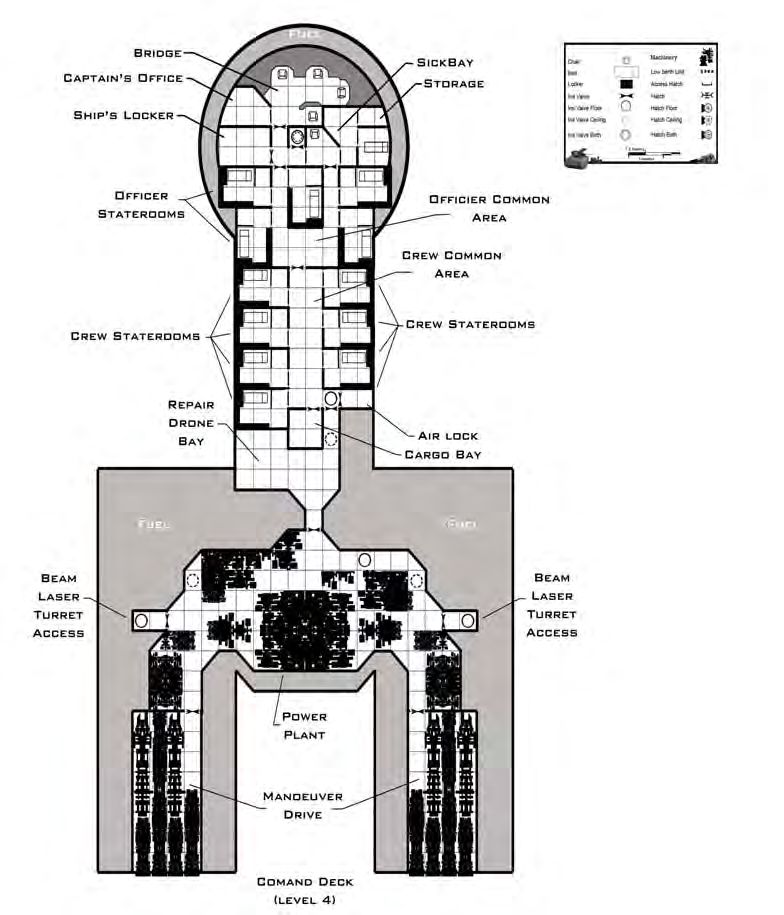 FUEL
BRIDGE
CAPTAIN'S OFFICE
SHIP'S LOCKER
SICKBAY
STORAGE
Chair
Bed
Locker
Iris Valve
Iris Valve Floor
Iris Valve Ceiling
Iris Valve Both
Machinery
Low Berth Unit
Access Hatch
Hatch
Hatch Floor
Hatch Ceiling
Hatch Both
OFFICER
STATEROOMS
OFFICIER COMMON
AREA
CREW COMMON
AREA
CREW STATEROOMS
CREW STATEROOMS
REPAIR
DRONE
BAY
AIR LOCK
CARGO BAY
FUEL
FUEL
BEAM
LASER
TURRET
ACCESS
BEAM
LASER
TURRET
ACCESS
POWER
PLANT
MANOEUVER
DRIVE
COMAND DECK
(LEVEL 4)